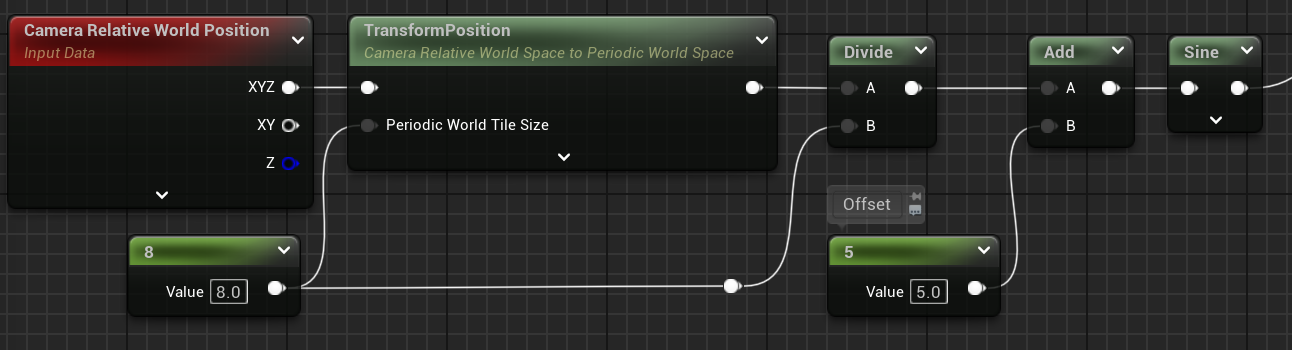 Camera Relative World Position
Input Data
XYZ
XY
Z
TransformPosition
Camera Relative World Space to Periodic World Space
Periodic World Tile Size
Divide
A
B
Add
A
B
Sine
Offset
8
Value 8.0
5
Value 5.0